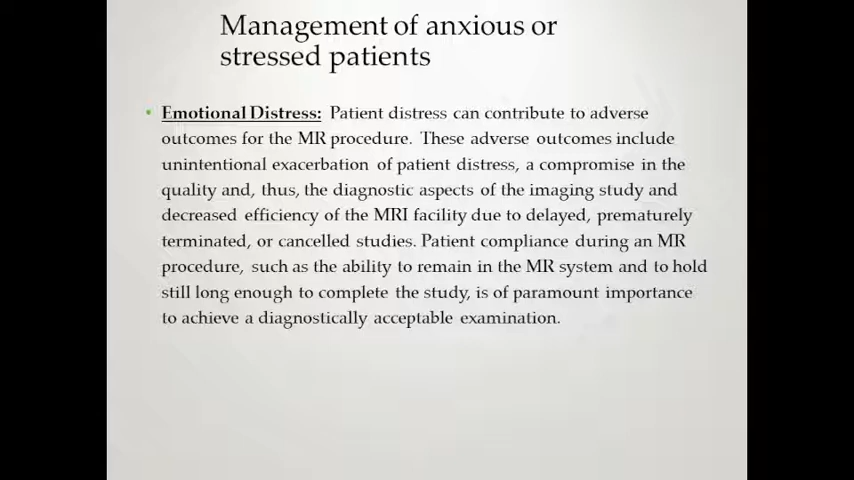 Management of anxious or
stressed patients
• Emotional Distress: Patient distress can contribute to adverse
outcomes for the MR procedure. These adverse outcomes include
unintentional exacerbation of patient distress, a compromise in the
quality and, thus, the diagnostic aspects of the imaging study and
decreased efficiency of the MRI facility due to delayed, prematurely
terminated, or cancelled studies. Patient compliance during an MR
procedure, such as the ability to remain in the MR system and to hold
still long enough to complete the study, is of paramount importance
to achieve a diagnostically acceptable examination.